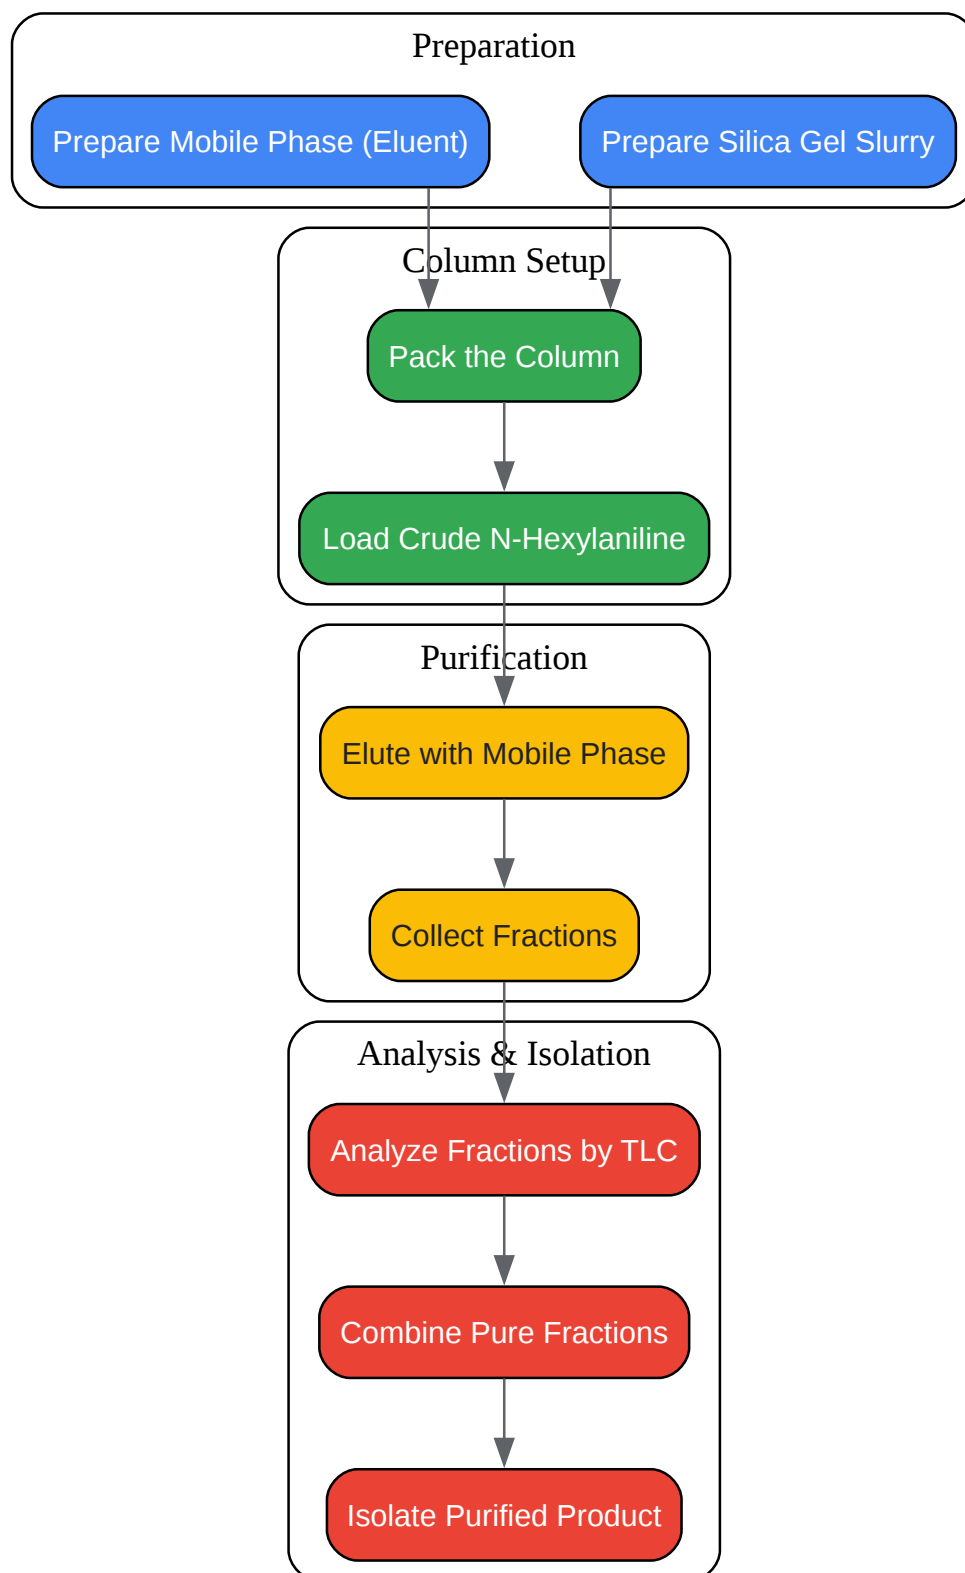 Preparation
Prepare Mobile Phase (Eluent)
Prepare Silica Gel Slurry
Column Setup
Pack the Column
Load Crude N-Hexylaniline
Purification
Elute with Mobile Phase
Collect Fractions
Analysis & Isolation
Analyze Fractions by TLC
Combine Pure Fractions
Isolate Purified Product